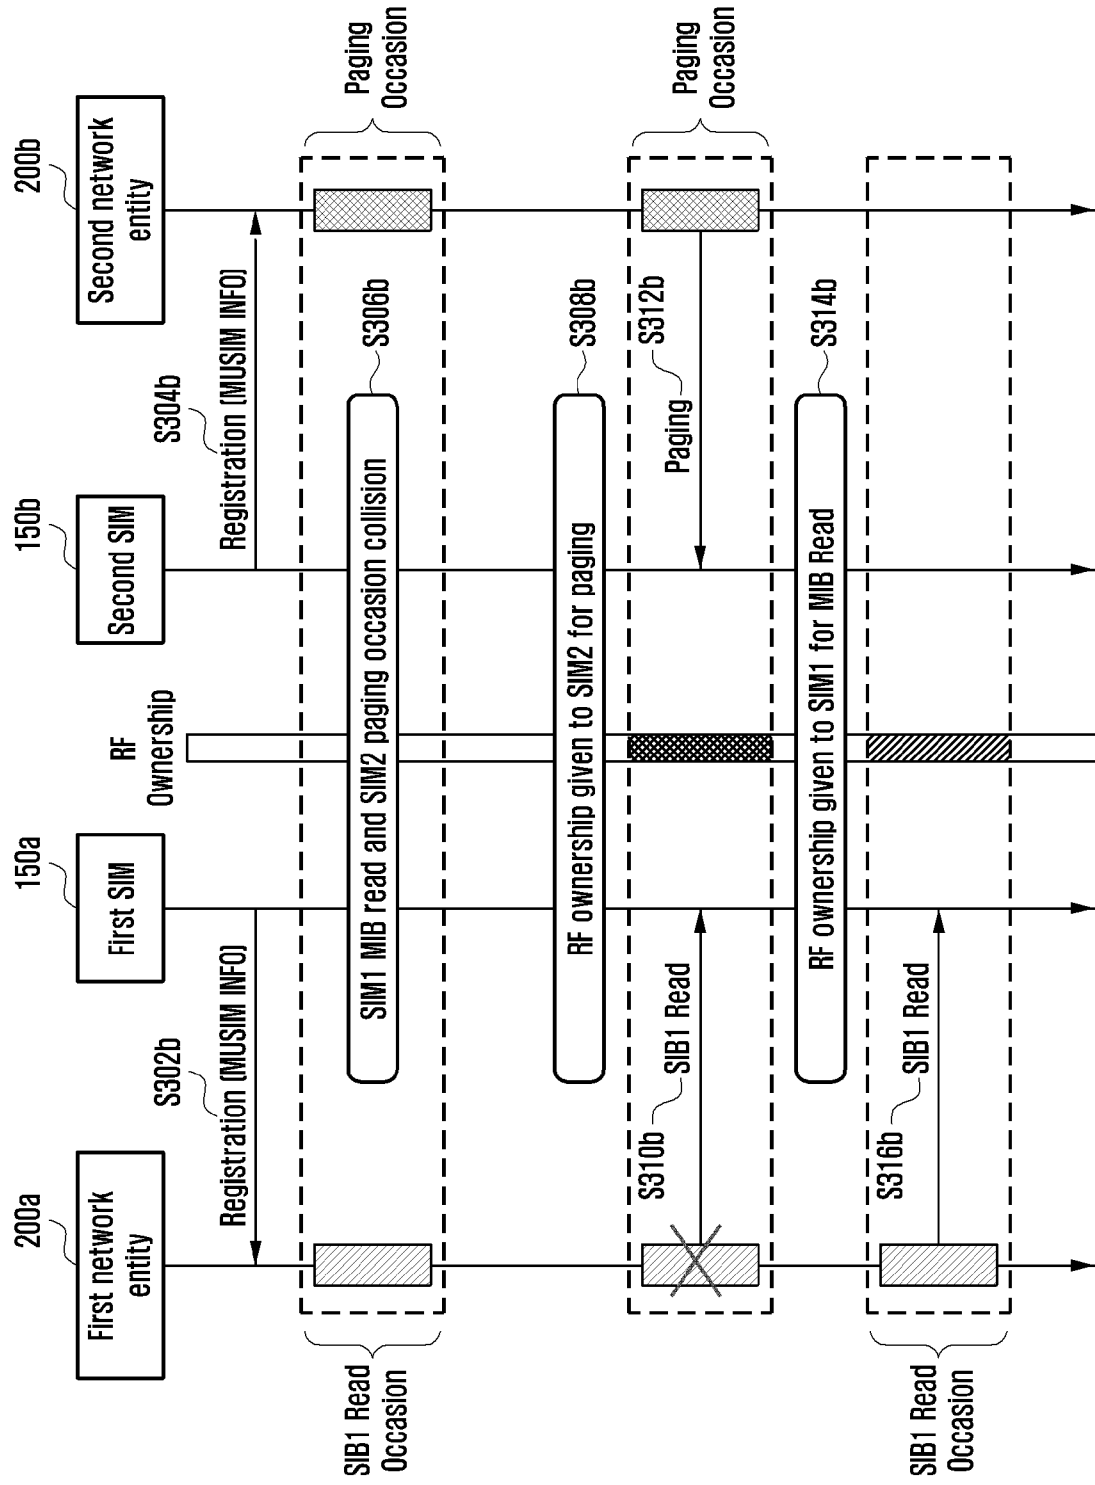 200a
First network
entity
150a
First SIM
RF
Ownership
150b
Second SIM
200b
Second network
entity
S302b
Registration (MUSIM INFO)
S304b
Registration (MUSIM INFO)
SIB1 Read
Occasion
SIM1 MIB read and SIM2 paging occasion collision
S306b
Paging
Occasion
RF ownership given to SIM2 for paging
S308b
S310b
SIB1 Read
Paging
S312b
Paging
Occasion
RF ownership given to SIM1 for MIB Read
S314b
SIB1 Read
Occasion
S316b
SIB1 Read